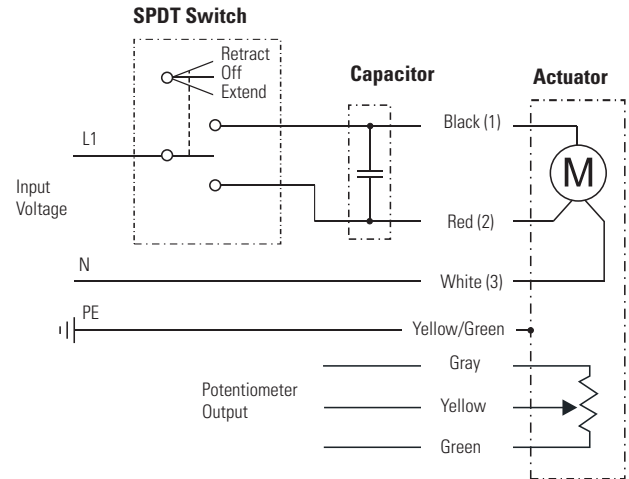 SPDT Switch
Retract
Off
Extend
Capacitor
Actuator
Black (1)
L1
M
Input
Voltage
Red (2)
N
White (3)
PE
Yellow/Green
Gray
Potentiometer
Output
Yellow
Green